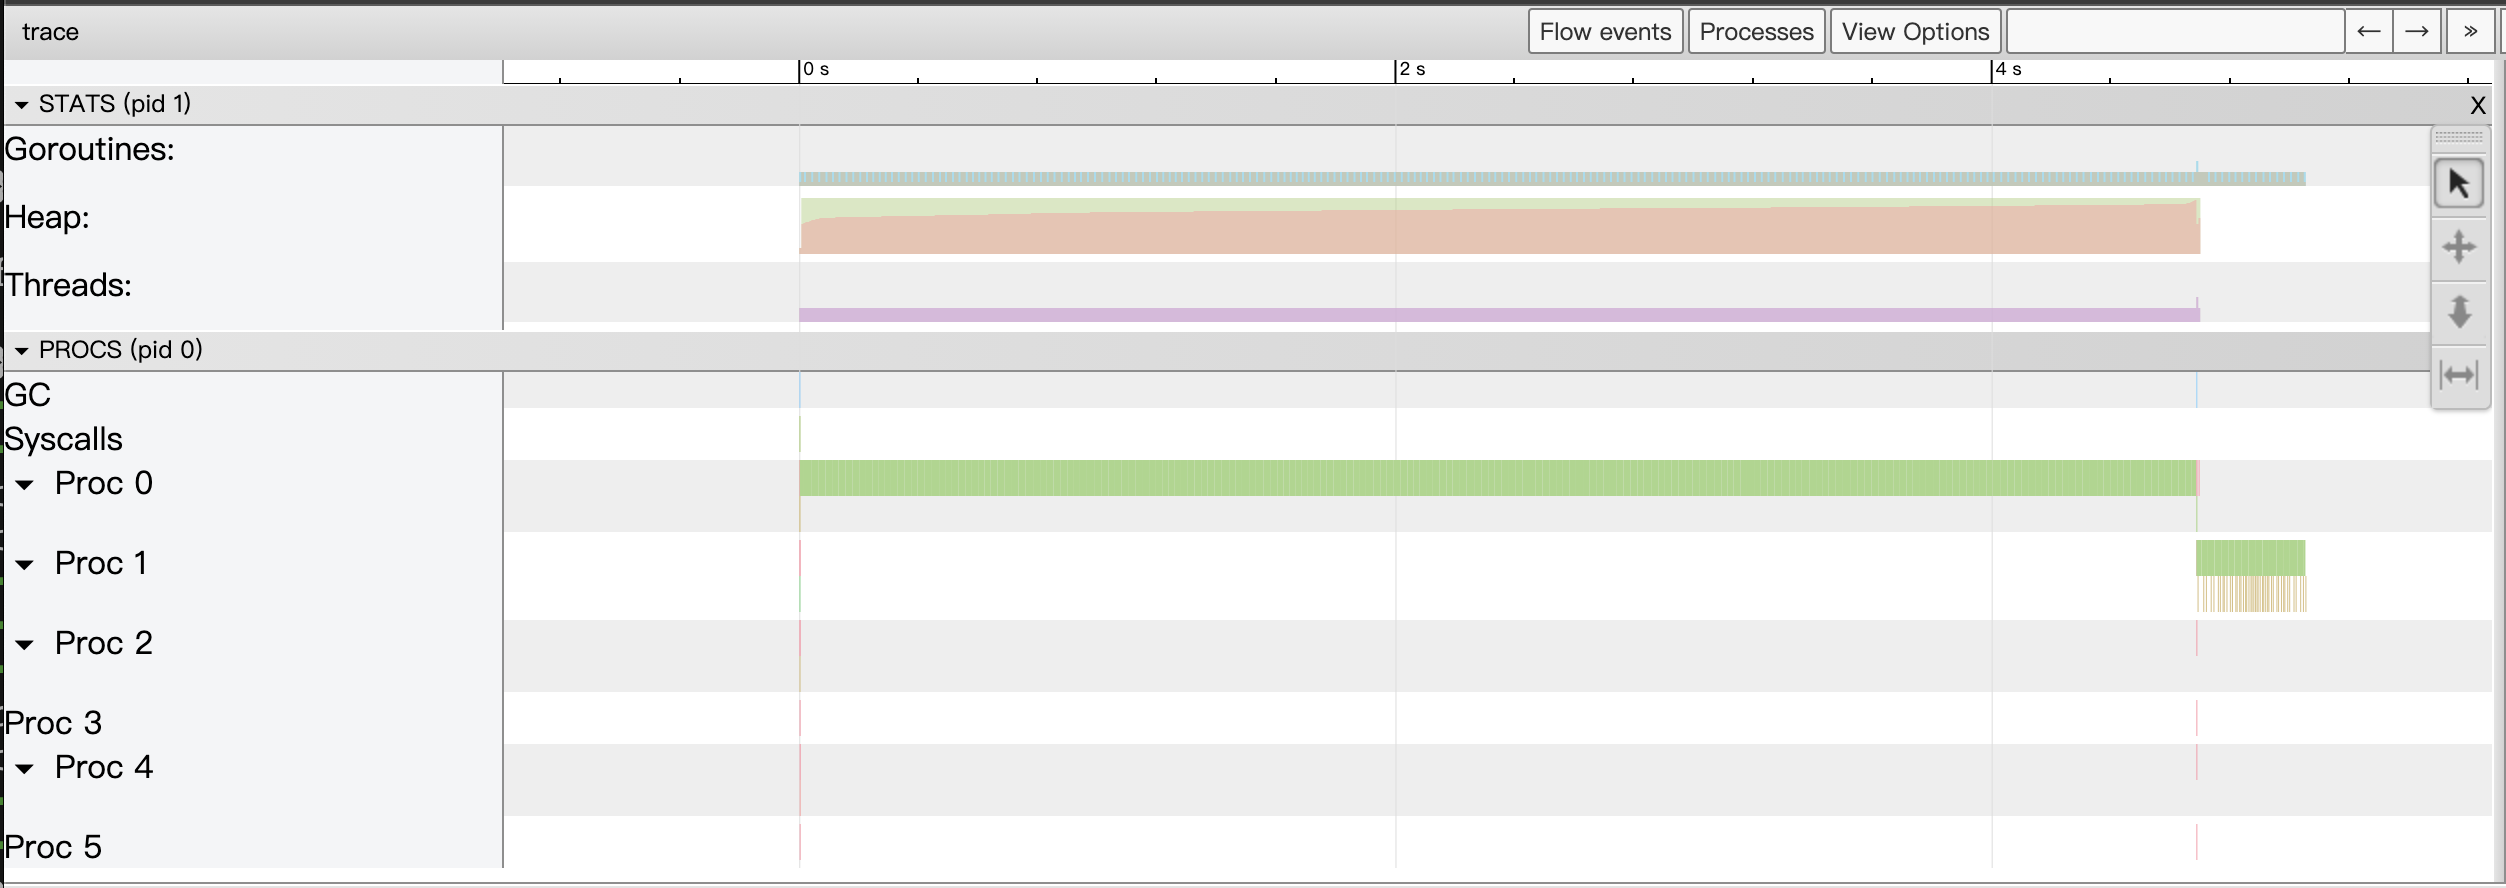 trace
Flow events
Processes
View Options
←
→
»
0 s
2 s
4 s
STATS (pid 1)
X
Goroutines:
Heap:
Threads:
PROCS (pid 0)
GC
Syscalls
Proc 0
Proc 1
Proc 2
Proc 3
Proc 4
Proc 5